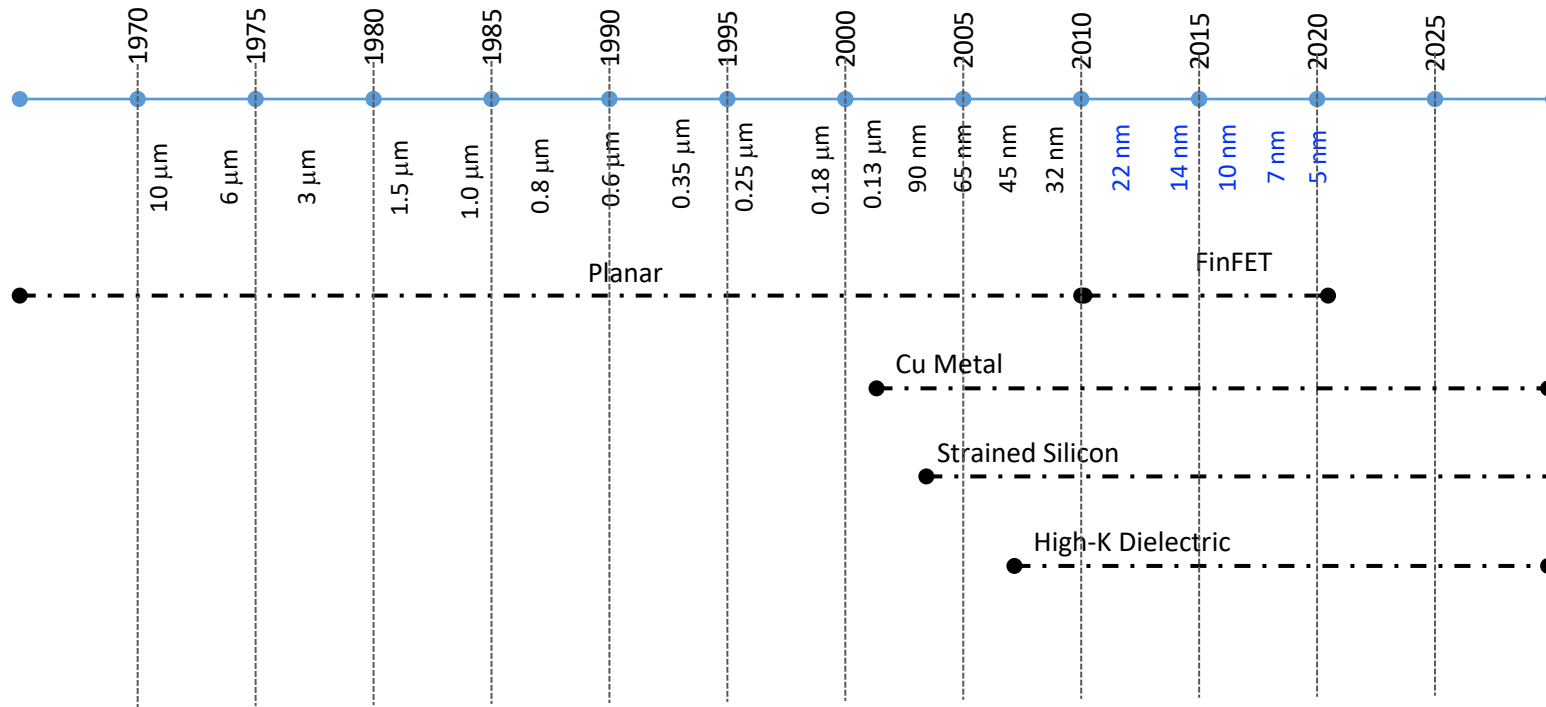 1970
1975
1980
1985
1990
1995
2000
2005
2010
2015
2020
2025
10 μm
6 μm
3 μm
1.5 μm
1.0 μm
0.8 μm
0.6 μm
0.35 μm
0.25 μm
0.18 μm
0.13 μm
90 nm
65 nm
45 nm
32 nm
22 nm
14 nm
10 nm
7 nm
5 nm
Planar
FinFET
Cu Metal
Strained Silicon
High-K Dielectric